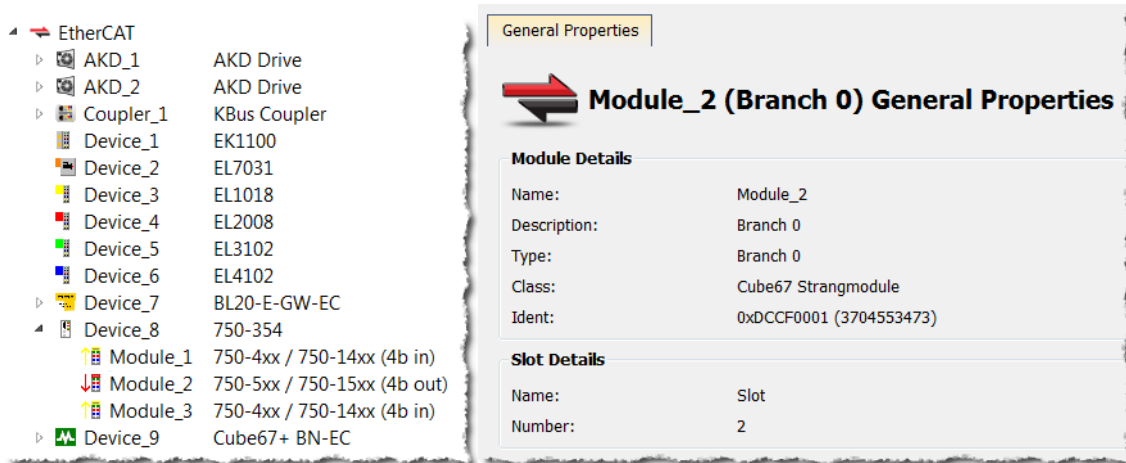 EtherCAT
AKD_1 AKD Drive
AKD_2 AKD Drive
Coupler_1 KBus Coupler
Device_1 EK1100
Device_2 EL7031
Device_3 EL1018
Device_4 EL2008
Device_5 EL3102
Device_6 EL4102
Device_7 BL20-E-GW-EC
Device_8 750-354
Module_1 750-4xx / 750-14xx (4b in)
Module_2 750-5xx / 750-15xx (4b out)
Module_3 750-4xx / 750-14xx (4b in)
Device_9 Cube67+ BN-EC
General Properties
Module_2 (Branch 0) General Properties
Module Details
Name: Module_2
Description: Branch 0
Type: Branch 0
Class: Cube67 Strangmodule
Ident: 0xDCCF0001 (3704553473)
Slot Details
Name: Slot
Number: 2